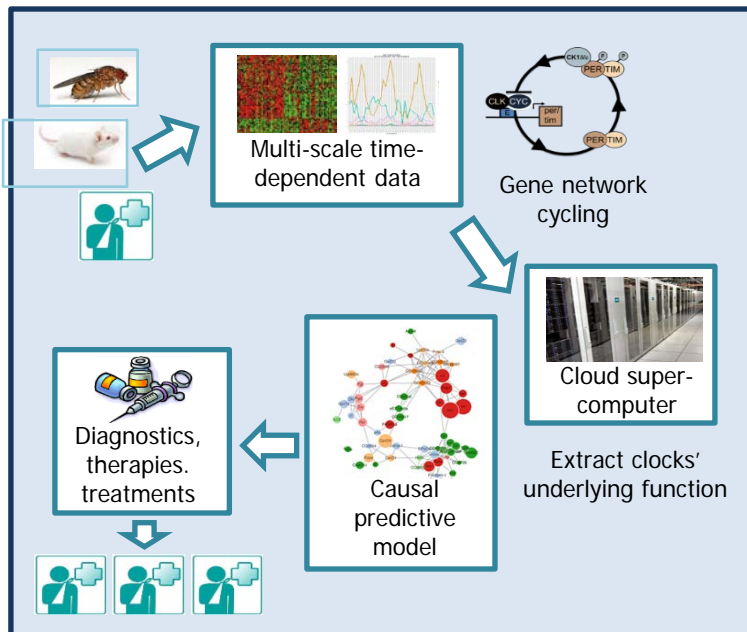 Multi-scale time-
dependent data
CK1δ/ε
P
P
PER TIM
CLK CYC
E
per/
tim
PER TIM
Gene network
cycling
Cloud super-
computer
Extract clocks'
underlying function
Causal
predictive
model
Diagnostics,
therapies.
treatments